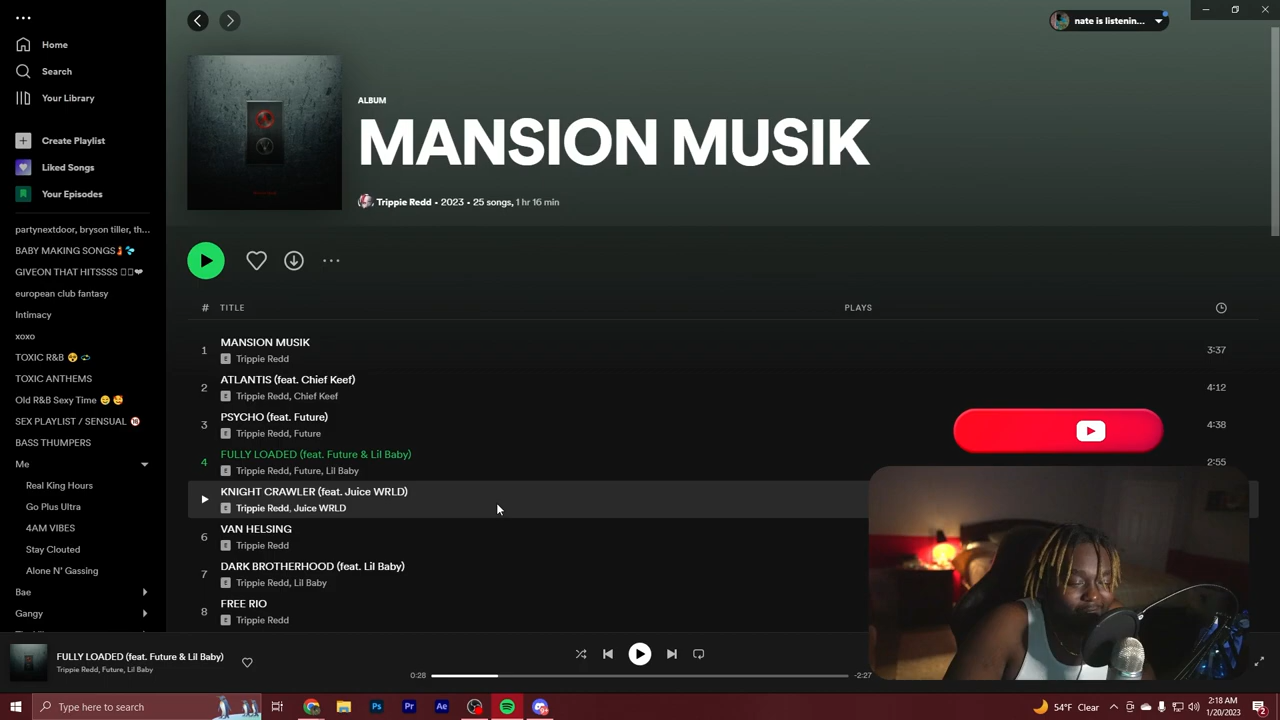 nate is listenin...
Home
Search
Your Library
Create Playlist
Liked Songs
Your Episodes
partynextdoor, bryson tiller, th...
BABY MAKING SONGS
GIVEON THAT HITSSSS
european club fantasy
Intimacy
xoxo
TOXIC R&B 😯
TOXIC ANTHEMS
Old R&B Sexy Time 😉 🥰
SEX PLAYLIST / SENSUAL 🔞
BASS THUMPERS
Me
Real King Hours
Go Plus Ultra
4AM VIBES
Stay Clouted
Alone N' Gassing
Bae
Gangy
ALBUM
MANSION MUSIK
Trippie Redd • 2023 • 25 songs, 1 hr 16 min
# TITLE PLAYS
1 MANSION MUSIK 3:37
E Trippie Redd
2 ATLANTIS (feat. Chief Keef) 4:12
E Trippie Redd, Chief Keef
3 PSYCHO (feat. Future) 4:38
E Trippie Redd, Future
4 FULLY LOADED (feat. Future & Lil Baby) 2:55
E Trippie Redd, Future, Lil Baby
KNIGHT CRAWLER (feat. Juice WRLD)
E Trippie Redd, Juice WRLD
6 VAN HELSING
E Trippie Redd
7 DARK BROTHERHOOD (feat. Lil Baby)
E Trippie Redd, Lil Baby
8 FREE RIO
E Trippie Redd
FULLY LOADED (feat. Future & Lil Baby)
Trippie Redd, Future, Lil Baby
0:28 -2:27
Type here to search
Ps Pr Ae
54°F Clear
2:18 AM
1/20/2023
2